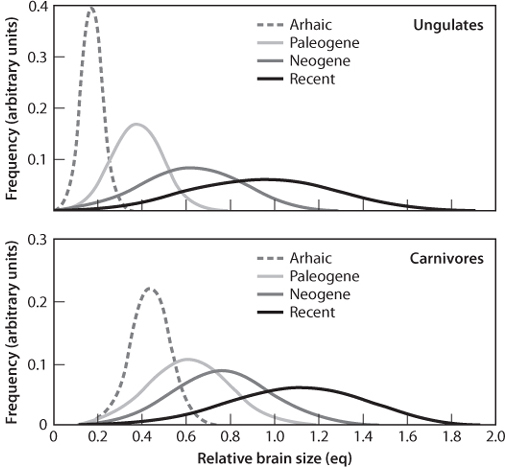 0.4
0.3
0.2
0.1
Frequency (arbitrary units)
Arhaic
Paleogene
Neogene
Recent
Ungulates
0.3
0.2
0.1
0
Frequency (arbitrary units)
Arhaic
Paleogene
Neogene
Recent
Carnivores
0 0.2 0.4 0.6 0.8 1.0 1.2 1.4 1.6 1.8 2.0
Relative brain size (eq)